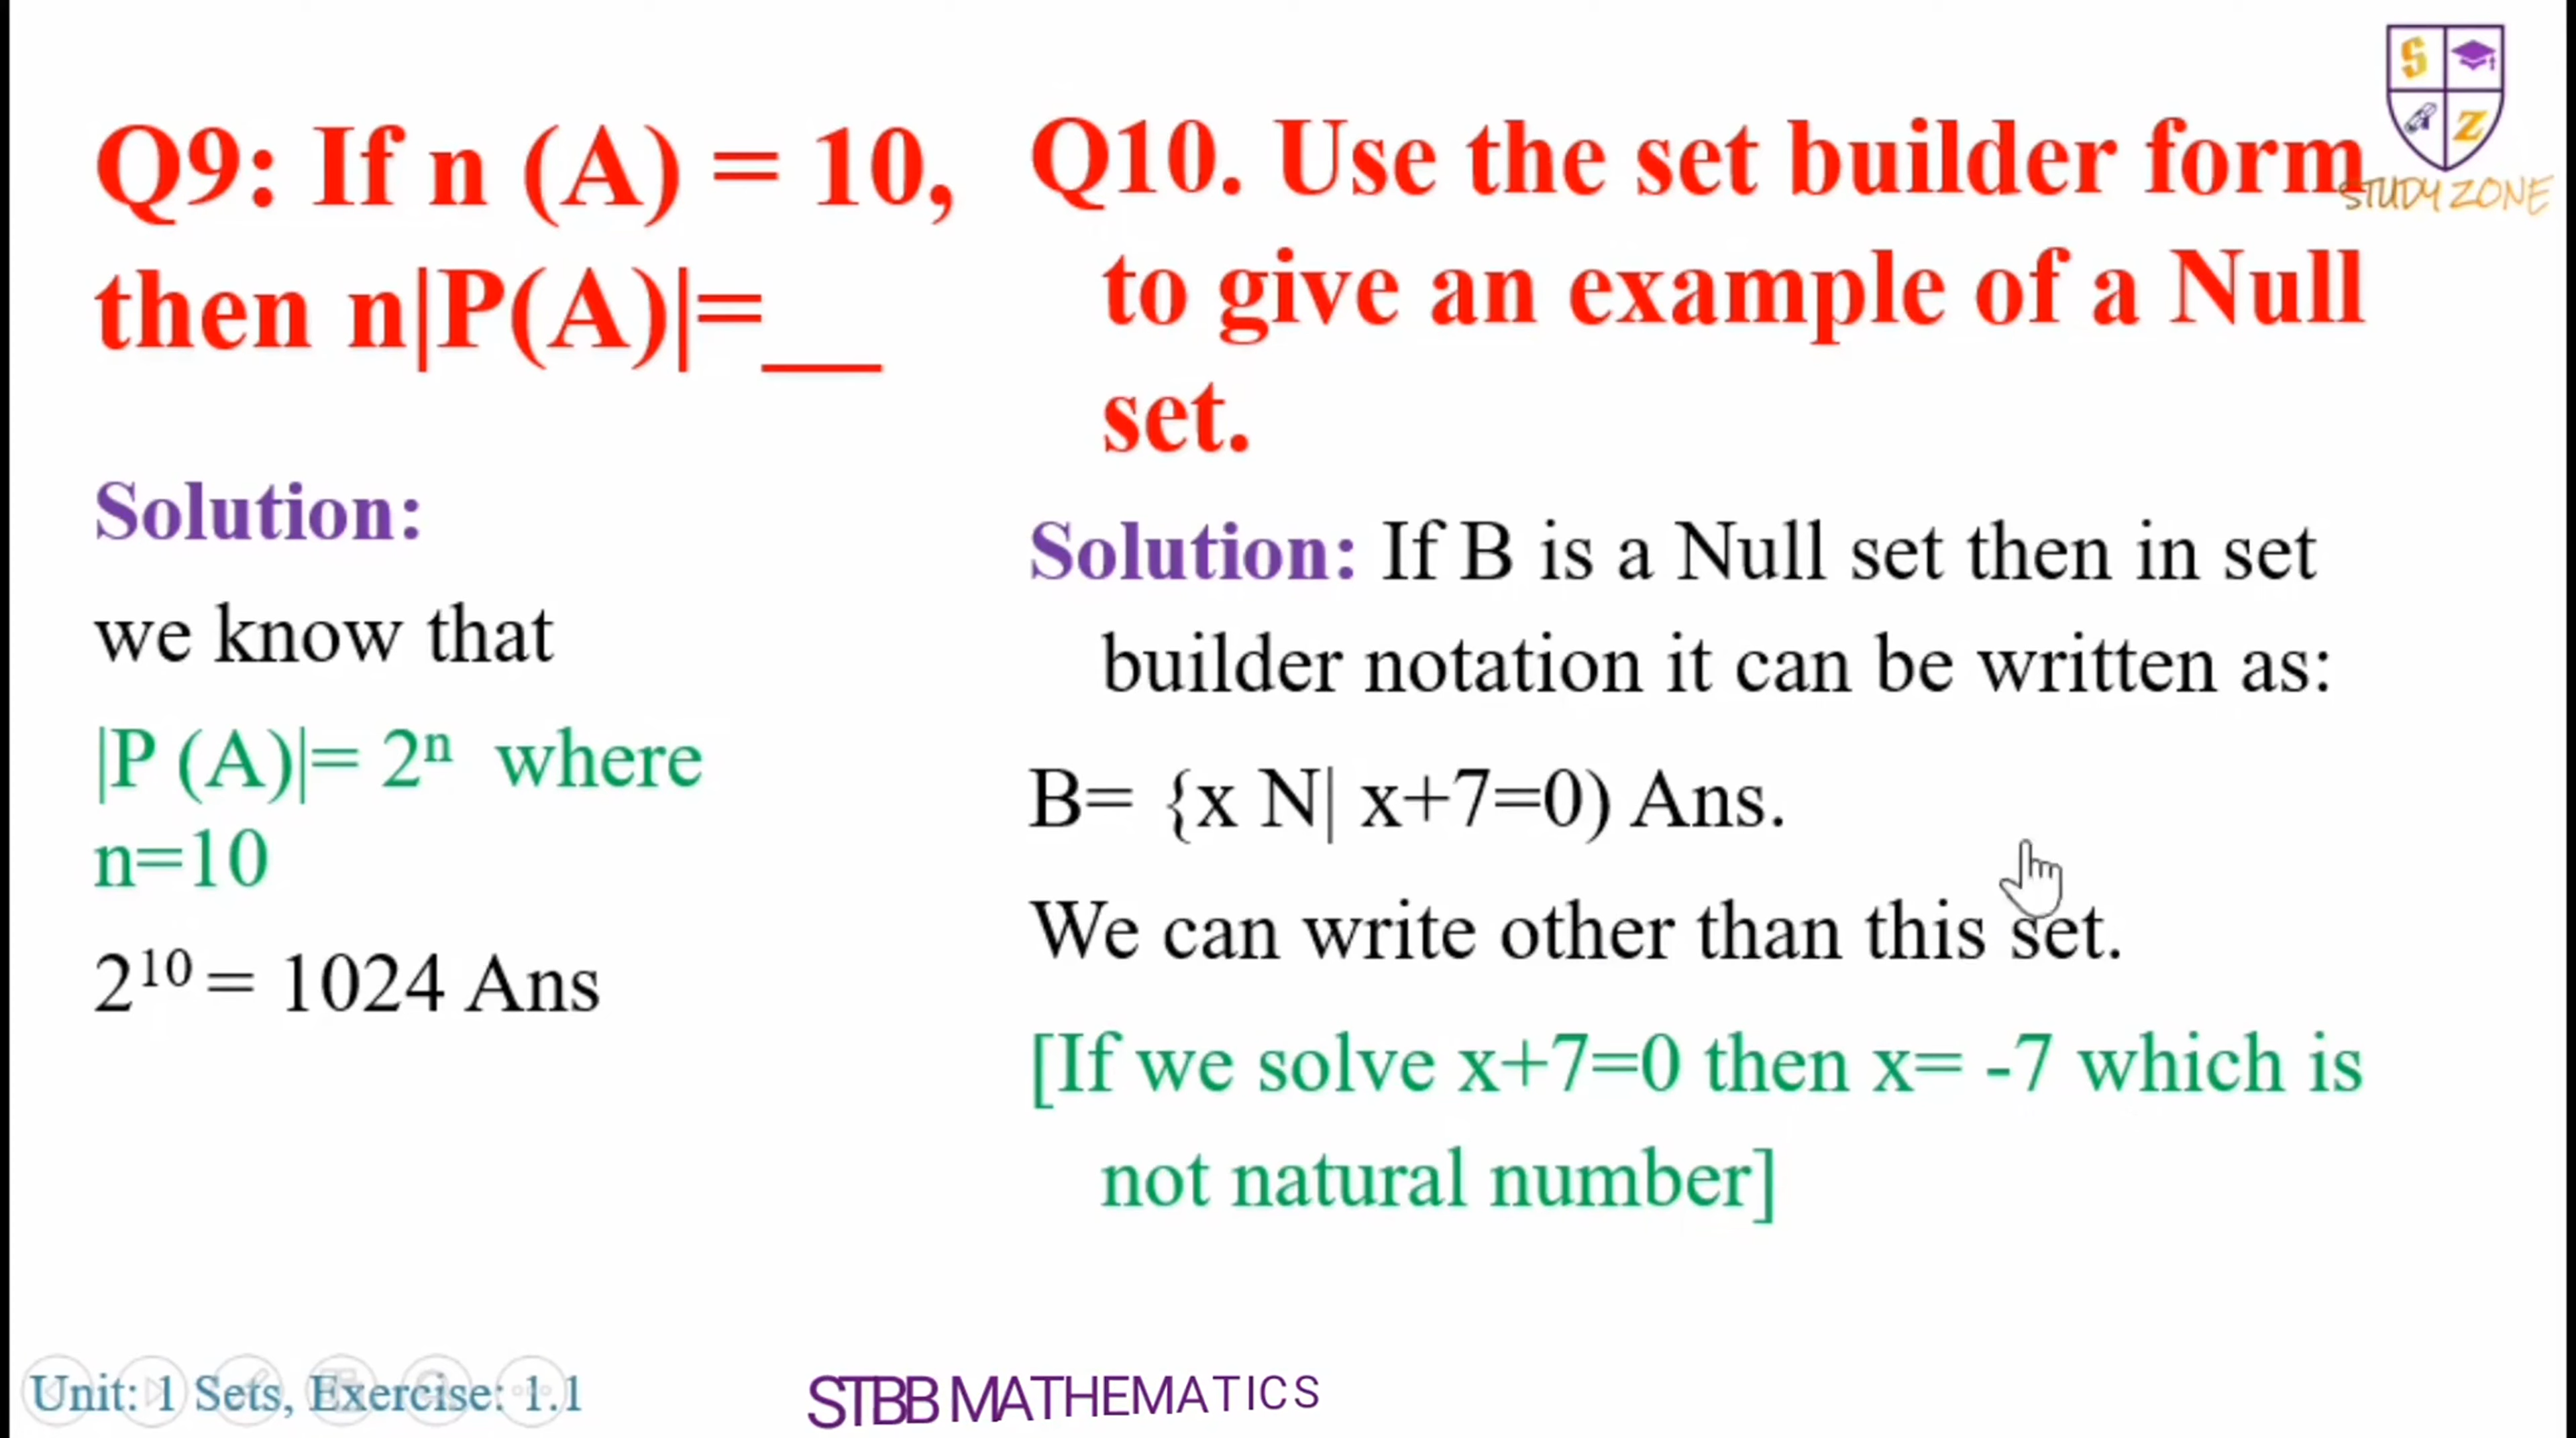 Q9: If n (A) = 10,
then n|P(A)|=__
Solution:
we know that
|P (A)|= 2ⁿ where
n=10
2¹⁰ = 1024 Ans
Q10. Use the set builder form
to give an example of a Null
set.
Solution: If B is a Null set then in set
builder notation it can be written as:
B= {x N| x+7=0) Ans.
We can write other than this set.
[If we solve x+7=0 then x= -7 which is
not natural number]
S
Z
STUDY ZONE
Unit: 1 Sets, Exercise: 1.1
STBB MATHEMATICS